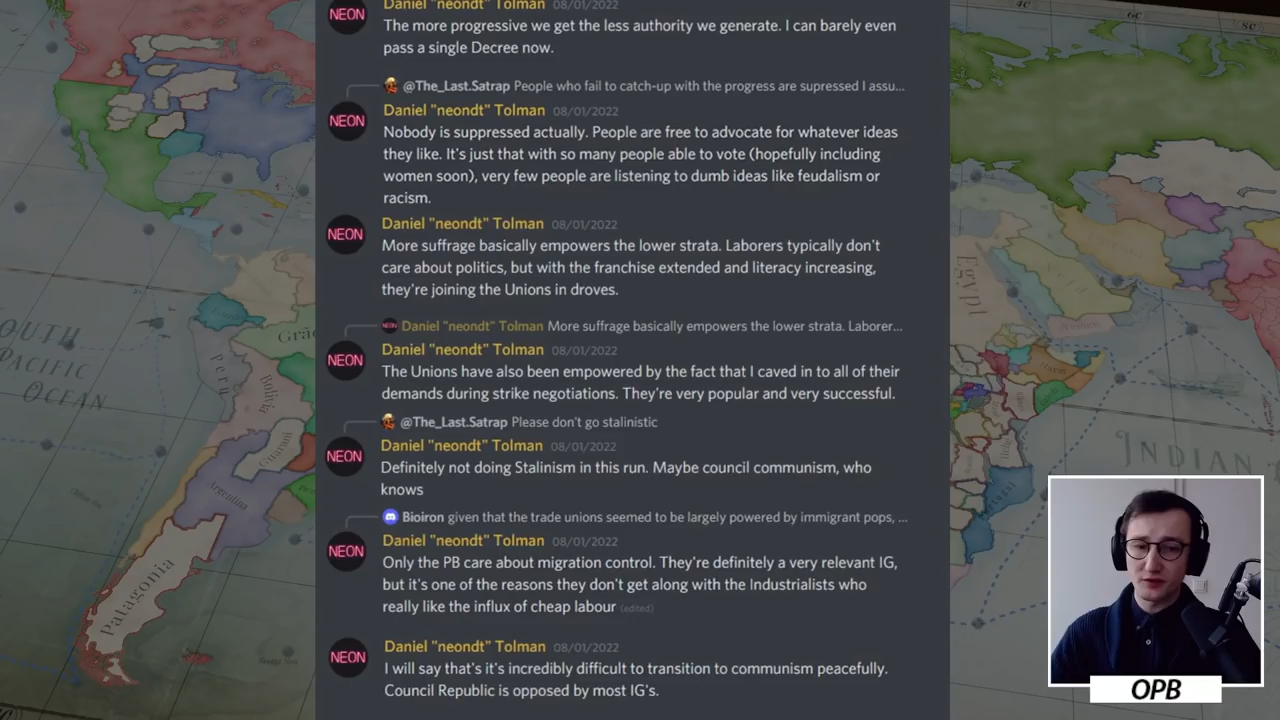 Daniel "neondt" Tolman 08/01/2022
NEON
The more progressive we get the less authority we generate. I can barely even
pass a single Decree now.
@The_Last.Satrap People who fail to catch-up with the progress are supressed I assu...
Daniel "neondt" Tolman 08/01/2022
NEON
Nobody is suppressed actually. People are free to advocate for whatever ideas
they like. It's just that with so many people able to vote (hopefully including
women soon), very few people are listening to dumb ideas like feudalism or
racism.
Daniel "neondt" Tolman 08/01/2022
NEON
More suffrage basically empowers the lower strata. Laborers typically don't
care about politics, but with the franchise extended and literacy increasing,
they're joining the Unions in droves.
Daniel "neondt" Tolman More suffrage basically empowers the lower strata. Laborer...
Daniel "neondt" Tolman 08/01/2022
NEON
The Unions have also been empowered by the fact that I caved in to all of their
demands during strike negotiations. They're very popular and very successful.
@The_Last.Satrap Please don't go stalinistic
Daniel "neondt" Tolman 08/01/2022
NEON
Definitely not doing Stalinism in this run. Maybe council communism, who
knows
Bioiron given that the trade unions seemed to be largely powered by immigrant pops, ...
Daniel "neondt" Tolman 08/01/2022
NEON
Only the PB care about migration control. They're definitely a very relevant IG,
but it's one of the reasons they don't get along with the Industrialists who
really like the influx of cheap labour (edited)
Daniel "neondt" Tolman 08/01/2022
NEON
I will say that's it's incredibly difficult to transition to communism peacefully.
Council Republic is opposed by most IG's.
SOUTH
PACIFIC
OCEAN
Peru
Bolivia
Guarani
Argentina
Patagonia
Egypt
INDIAN
OPB